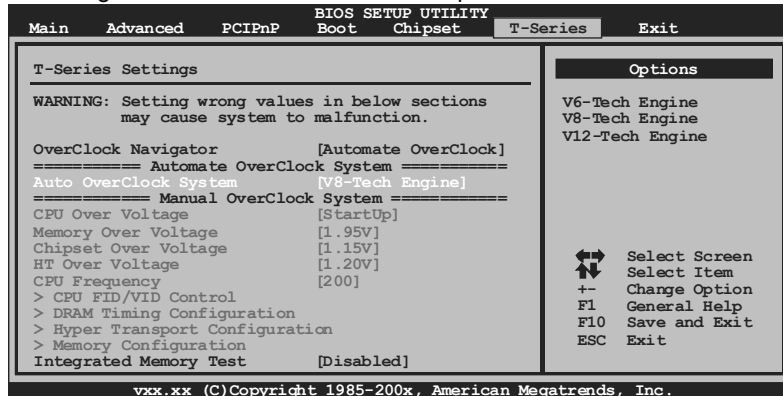 BIOS SETUP UTILITY
Main Advanced PCIPnP Boot Chipset T-Series Exit
T-Series Settings
WARNING: Setting wrong values in below sections
may cause system to malfunction.
OverClock Navigator [Automate OverClock]
=========== Automate OverClock System ===========
Auto OverClock System [V8-Tech Engine]
============ Manual OverClock System ============
CPU Over Voltage [StartUp]
Memory Over Voltage [1.95V]
Chipset Over Voltage [1.15V]
HT Over Voltage [1.20V]
CPU Frequency [200]
> CPU FID/VID Control
> DRAM Timing Configuration
> Hyper Transport Configuration
> Memory Configuration
Integrated Memory Test [Disabled]
Options
V6-Tech Engine
V8-Tech Engine
V12-Tech Engine
Select Screen
Select Item
+- Change Option
F1 General Help
F10 Save and Exit
ESC Exit
vxx.xx (C)Copyright 1985-200x, American Megatrends, Inc.